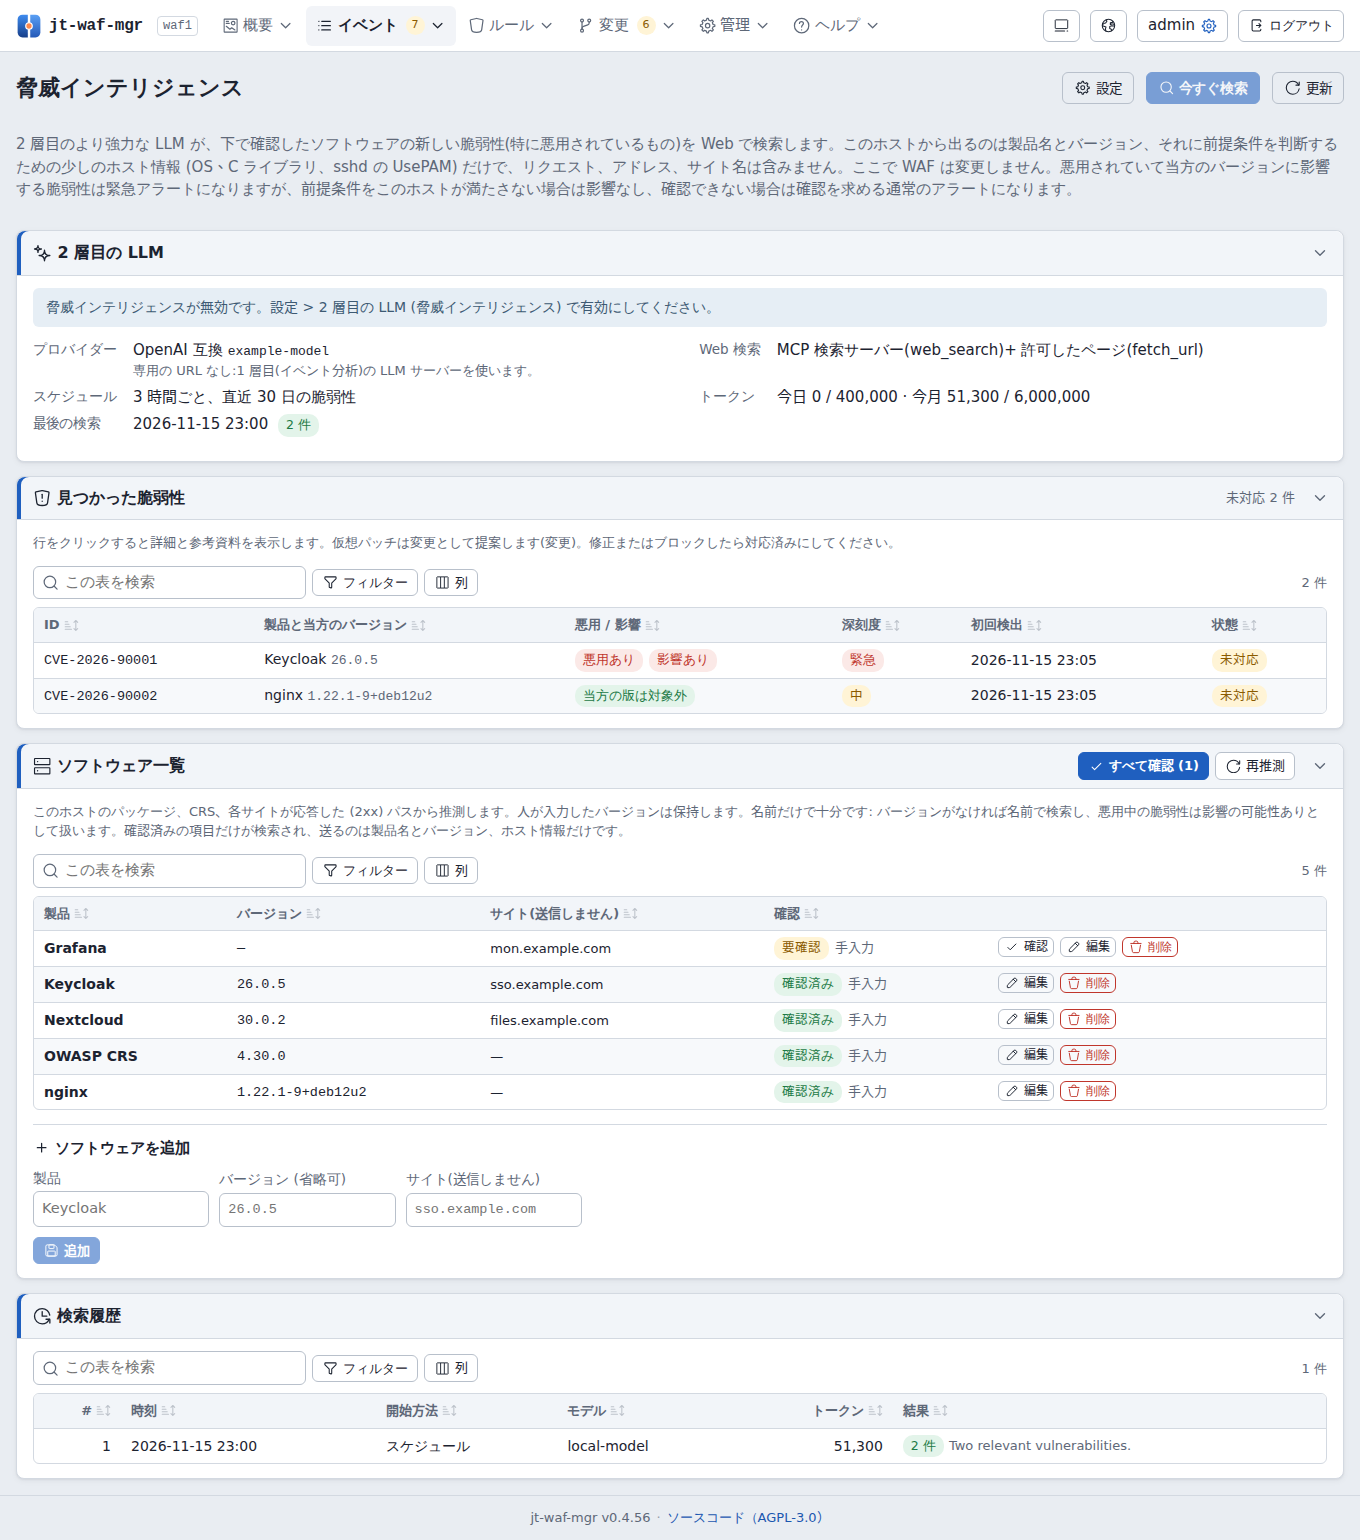 jt-waf-mgr waf1 概要 イベント 7 ルール 変更 6 管理 ヘルプ admin ログアウト
脅威インテリジェンス 設定 今すぐ検索 更新
2 層目のより強力な LLM が、下で確認したソフトウェアの新しい脆弱性(特に悪用されているもの)を Web で検索します。このホストから出るのは製品名とバージョン、それに前提条件を判断する
ための少しのホスト情報 (OS、C ライブラリ、sshd の UsePAM) だけで、リクエスト、アドレス、サイト名は含みません。ここで WAF は変更しません。悪用されていて当方のバージョンに影響
する脆弱性は緊急アラートになりますが、前提条件をこのホストが満たさない場合は影響なし、確認できない場合は確認を求める通常のアラートになります。
2 層目の LLM
脅威インテリジェンスが無効です。設定 > 2 層目の LLM (脅威インテリジェンス) で有効にしてください。
プロバイダー OpenAI 互換 example-model Web 検索 MCP 検索サーバー(web_search)+ 許可したページ(fetch_url)
専用の URL なし:1 層目(イベント分析)の LLM サーバーを使います。
スケジュール 3 時間ごと、直近 30 日の脆弱性 トークン 今日 0 / 400,000 · 今月 51,300 / 6,000,000
最後の検索 2026-11-15 23:00 2 件
見つかった脆弱性 未対応 2 件
行をクリックすると詳細と参考資料を表示します。仮想パッチは変更として提案します(変更)。修正またはブロックしたら対応済みにしてください。
この表を検索 フィルター 列 2 件
ID 製品と当方のバージョン 悪用 / 影響 深刻度 初回検出 状態
CVE-2026-90001 Keycloak 26.0.5 悪用あり 影響あり 緊急 2026-11-15 23:05 未対応
CVE-2026-90002 nginx 1.22.1-9+deb12u2 当方の版は対象外 中 2026-11-15 23:05 未対応
ソフトウェア一覧 すべて確認 (1) 再推測
このホストのパッケージ、CRS、各サイトが応答した (2xx) パスから推測します。人が入力したバージョンは保持します。名前だけで十分です: バージョンがなければ名前で検索し、悪用中の脆弱性は影響の可能性ありと
して扱います。確認済みの項目だけが検索され、送るのは製品名とバージョン、ホスト情報だけです。
この表を検索 フィルター 列 5 件
製品 バージョン サイト(送信しません) 確認
Grafana — mon.example.com 要確認 手入力 確認 編集 削除
Keycloak 26.0.5 sso.example.com 確認済み 手入力 編集 削除
Nextcloud 30.0.2 files.example.com 確認済み 手入力 編集 削除
OWASP CRS 4.30.0 — 確認済み 手入力 編集 削除
nginx 1.22.1-9+deb12u2 — 確認済み 手入力 編集 削除
ソフトウェアを追加
製品 バージョン (省略可) サイト(送信しません)
Keycloak 26.0.5 sso.example.com
追加
検索履歴
この表を検索 フィルター 列 1 件
# 時刻 開始方法 モデル トークン 結果
1 2026-11-15 23:00 スケジュール local-model 51,300 2 件 Two relevant vulnerabilities.
jt-waf-mgr v0.4.56 · ソースコード（AGPL-3.0）